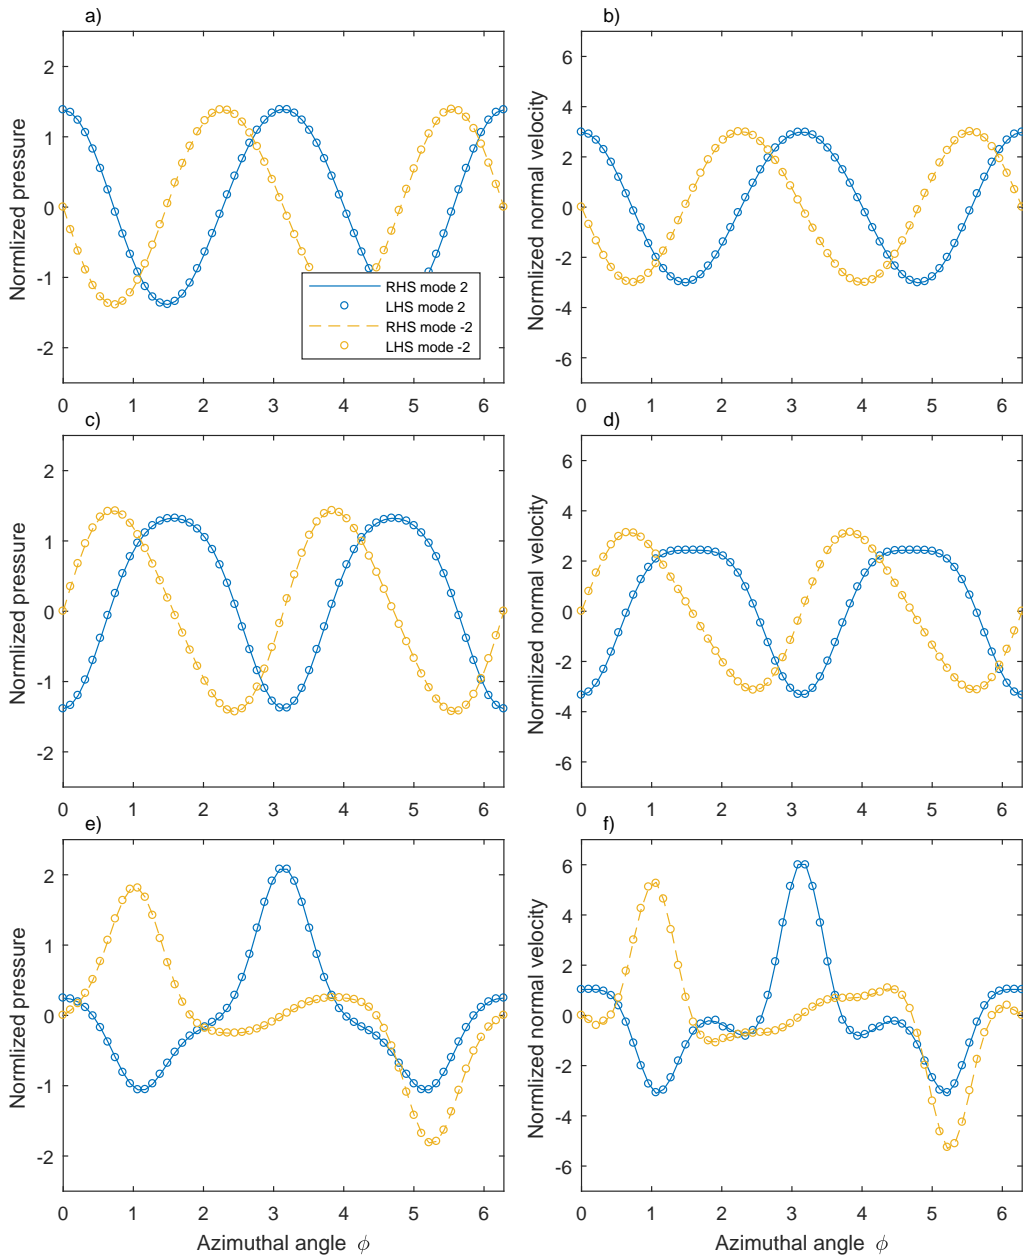 a)
Normlized pressure
2
1
0
-1
-2
0 1 2 3 4 5 6
RHS mode 2
LHS mode 2
RHS mode -2
LHS mode -2
b)
Normlized normal velocity
6
4
2
0
-2
-4
-6
0 1 2 3 4 5 6
c)
Normlized pressure
2
1
0
-1
-2
0 1 2 3 4 5 6
d)
Normlized normal velocity
6
4
2
0
-2
-4
-6
0 1 2 3 4 5 6
e)
Normlized pressure
2
1
0
-1
-2
0 1 2 3 4 5 6
Azimuthal angle ϕ
f)
Normlized normal velocity
6
4
2
0
-2
-4
-6
0 1 2 3 4 5 6
Azimuthal angle ϕ